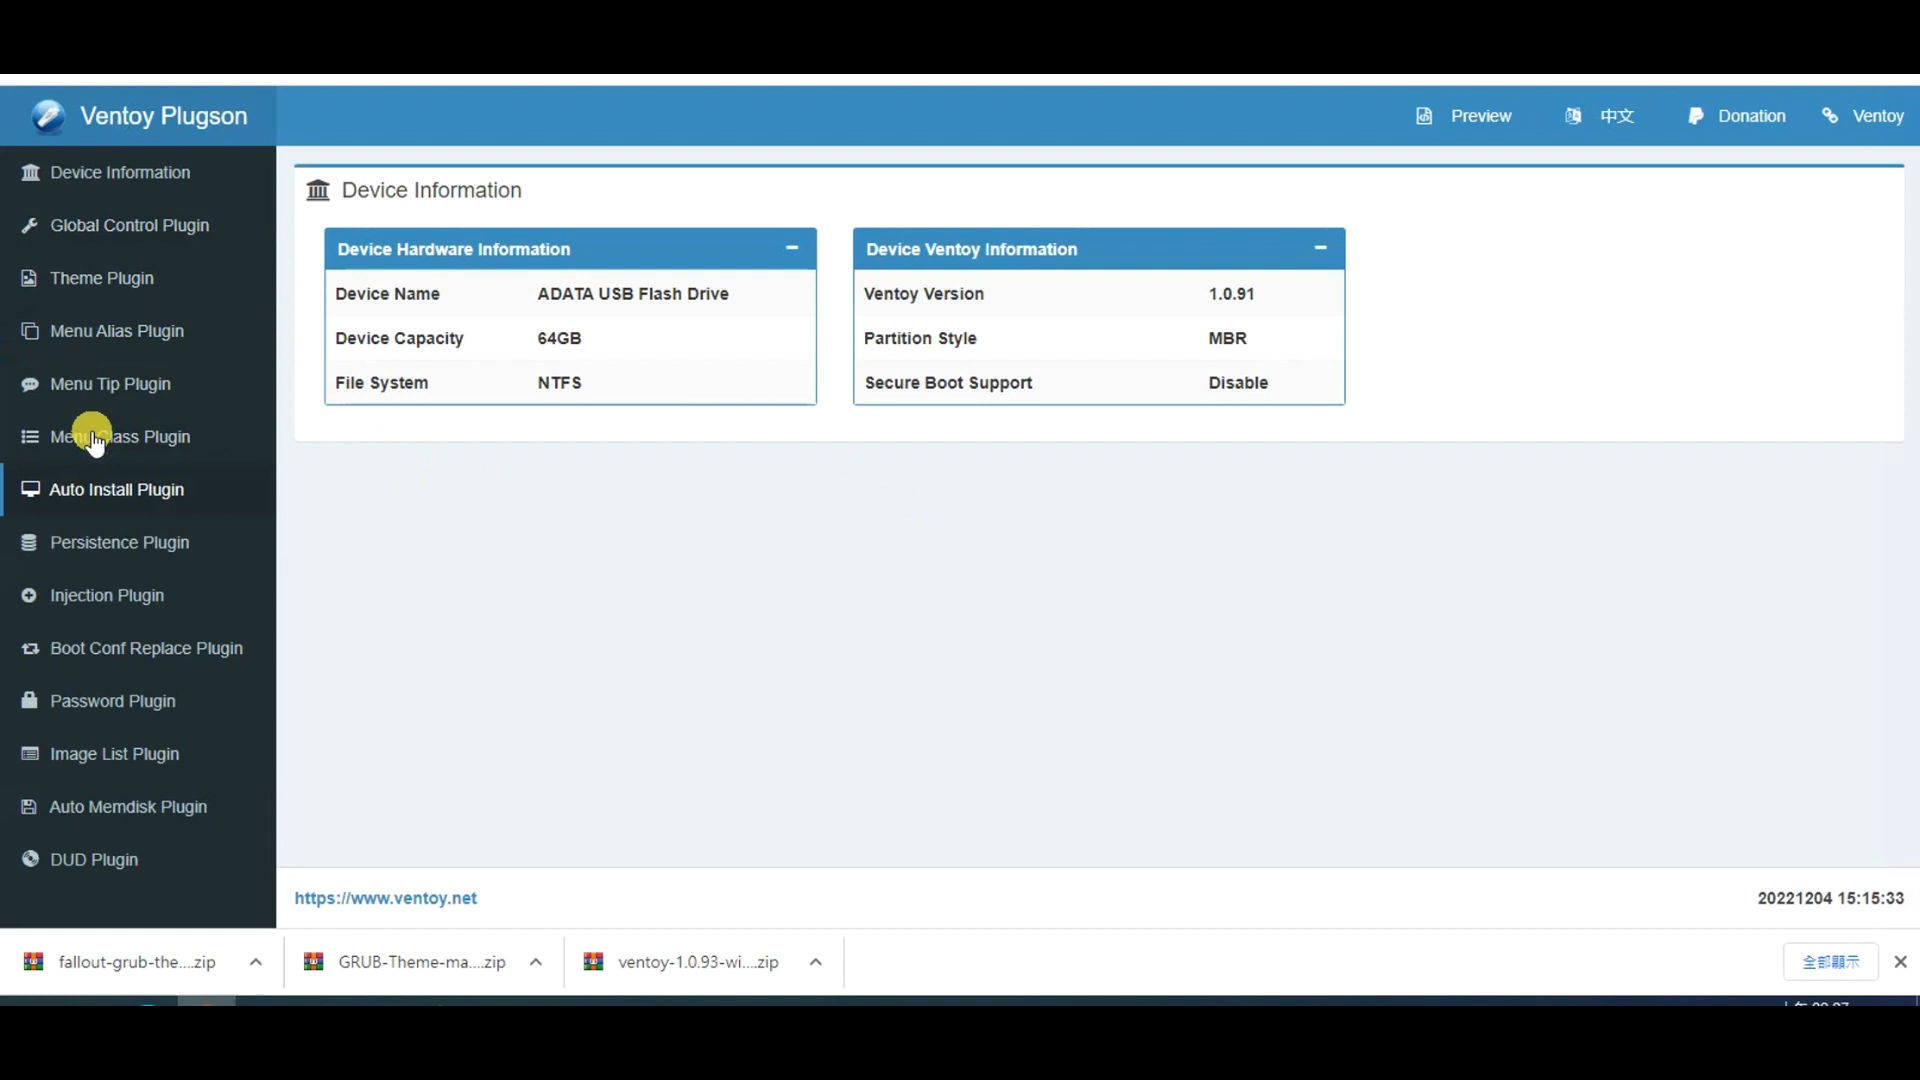 Ventoy Plugson
Preview
中文
Donation
Ventoy
Device Information
Global Control Plugin
Theme Plugin
Menu Alias Plugin
Menu Tip Plugin
Menu Class Plugin
Auto Install Plugin
Persistence Plugin
Injection Plugin
Boot Conf Replace Plugin
Password Plugin
Image List Plugin
Auto Memdisk Plugin
DUD Plugin
Device Information
Device Hardware Information
Device Name ADATA USB Flash Drive
Device Capacity 64GB
File System NTFS
Device Ventoy Information
Ventoy Version 1.0.91
Partition Style MBR
Secure Boot Support Disable
https://www.ventoy.net
20221204 15:15:33
fallout-grub-the....zip
GRUB-Theme-ma....zip
ventoy-1.0.93-wi....zip
全部顯示